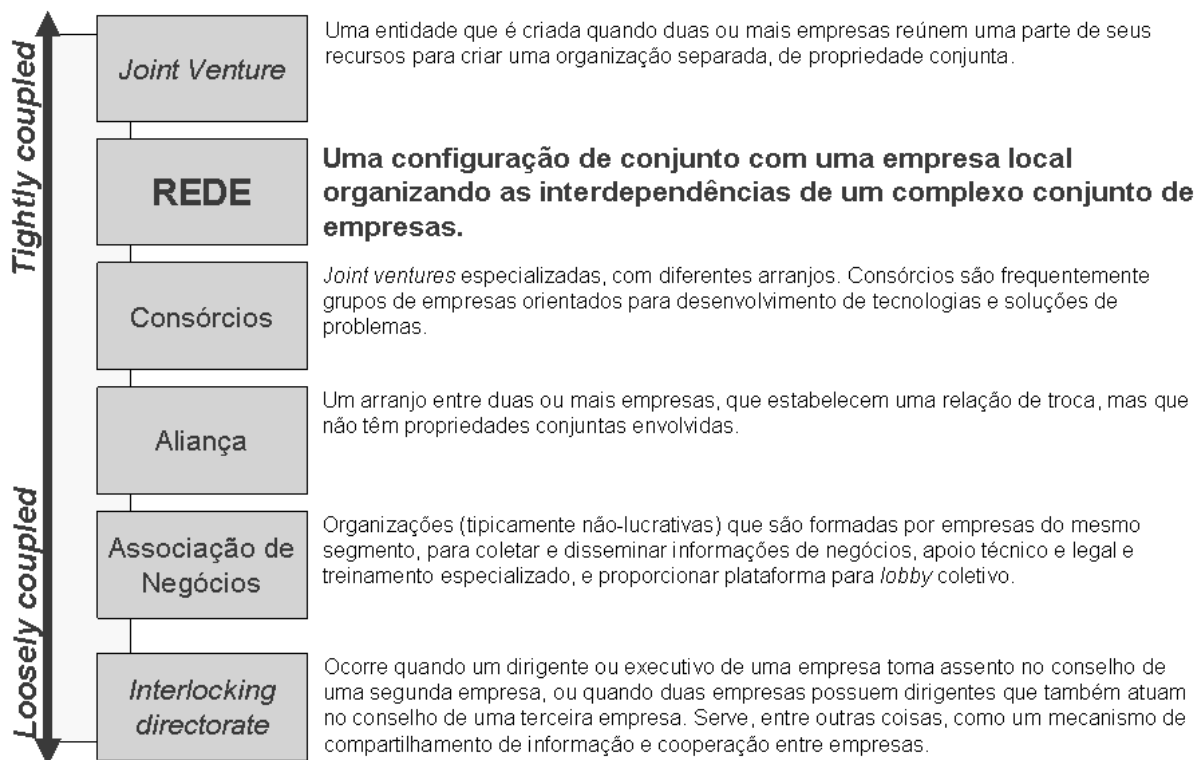 Tightly coupled
Loosely coupled
Joint Venture
Uma entidade que é criada quando duas ou mais empresas reúnem uma parte de seus
recursos para criar uma organização separada, de propriedade conjunta.
REDE
Uma configuração de conjunto com uma empresa local
organizando as interdependências de um complexo conjunto de
empresas.
Consórcios
Joint ventures especializadas, com diferentes arranjos. Consórcios são frequentemente
grupos de empresas orientados para desenvolvimento de tecnologias e soluções de
problemas.
Aliança
Um arranjo entre duas ou mais empresas, que estabelecem uma relação de troca, mas que
não têm propriedades conjuntas envolvidas.
Associação de
Negócios
Organizações (tipicamente não-lucrativas) que são formadas por empresas do mesmo
segmento, para coletar e disseminar informações de negócios, apoio técnico e legal e
treinamento especializado, e proporcionar plataforma para lobby coletivo.
Interlocking
directorate
Ocorre quando um dirigente ou executivo de uma empresa toma assento no conselho de
uma segunda empresa, ou quando duas empresas possuem dirigentes que também atuam
no conselho de uma terceira empresa. Serve, entre outras coisas, como um mecanismo de
compartilhamento de informação e cooperação entre empresas.